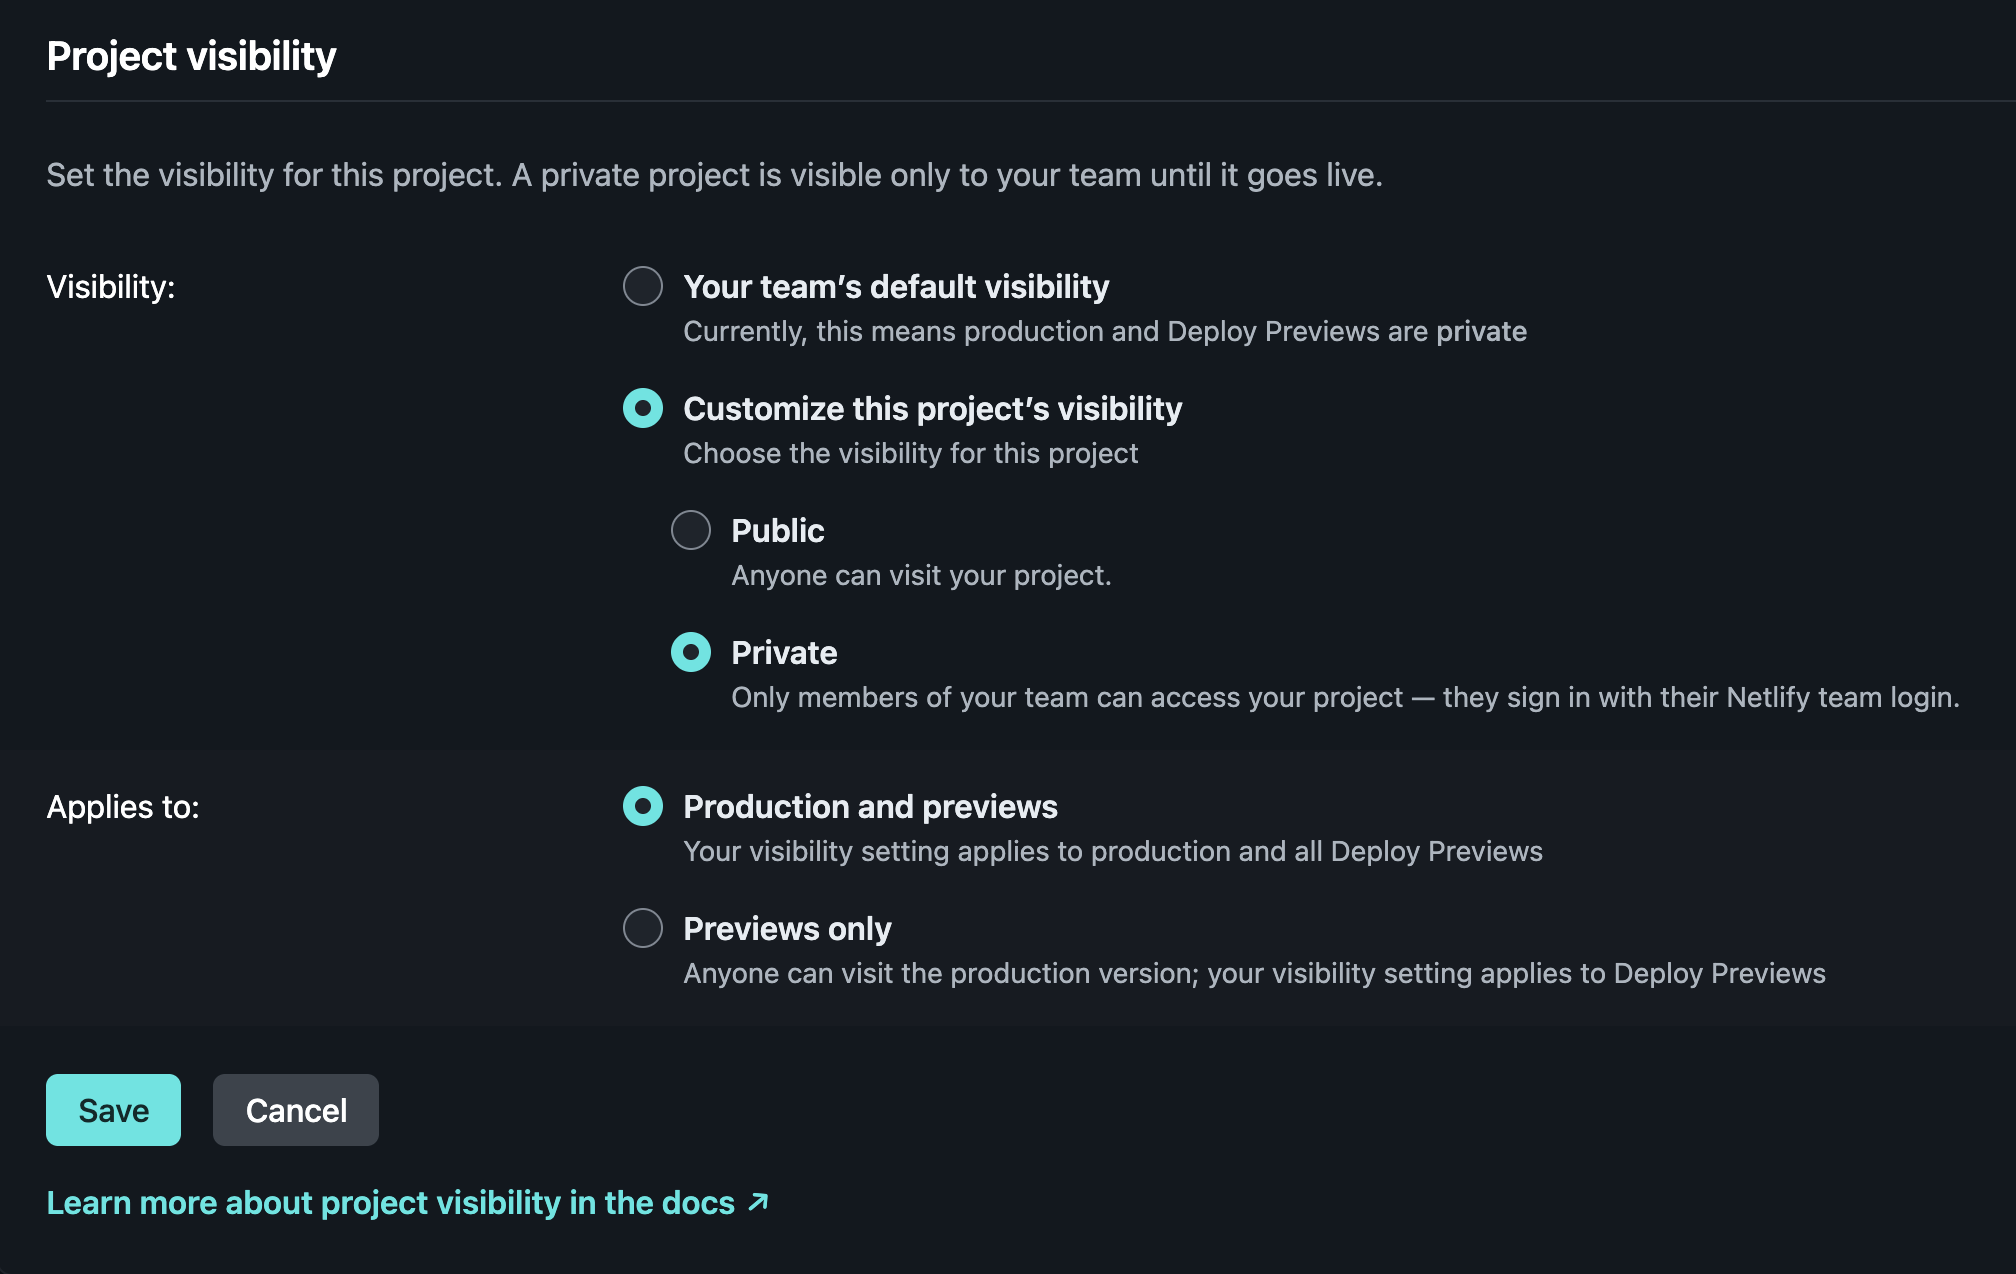 Project visibility
Set the visibility for this project. A private project is visible only to your team until it goes live.
Visibility:
Your team’s default visibility
Currently, this means production and Deploy Previews are private
Customize this project’s visibility
Choose the visibility for this project
Public
Anyone can visit your project.
Private
Only members of your team can access your project — they sign in with their Netlify team login.
Applies to:
Production and previews
Your visibility setting applies to production and all Deploy Previews
Previews only
Anyone can visit the production version; your visibility setting applies to Deploy Previews
Save
Cancel
Learn more about project visibility in the docs ↗